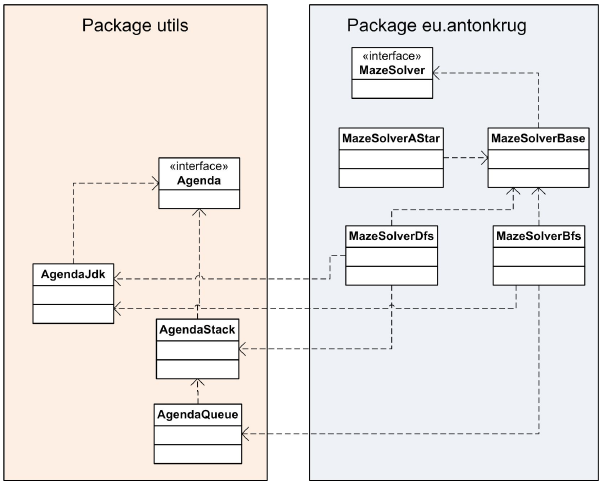 Package utils
«interface»
Agenda
AgendaJdk
AgendaStack
AgendaQueue
Package eu.antonkrug
«interface»
MazeSolver
MazeSolverAStar
MazeSolverBase
MazeSolverDfs
MazeSolverBfs